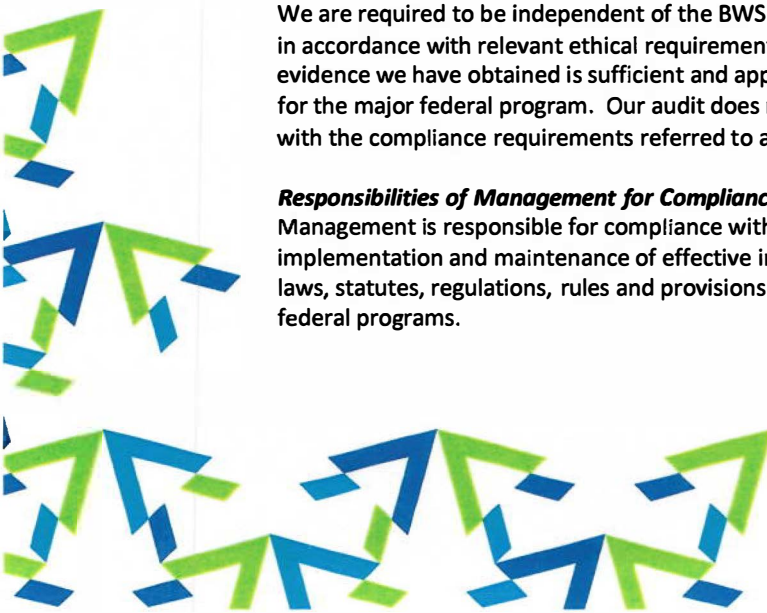 We are required to be independent of the BWS
in accordance with relevant ethical requirement
evidence we have obtained is sufficient and app
for the major federal program. Our audit does
with the compliance requirements referred to a
Responsibilities of Management for Complianc
Management is responsible for compliance with
implementation and maintenance of effective i
laws, statutes, regulations, rules and provisions
federal programs.